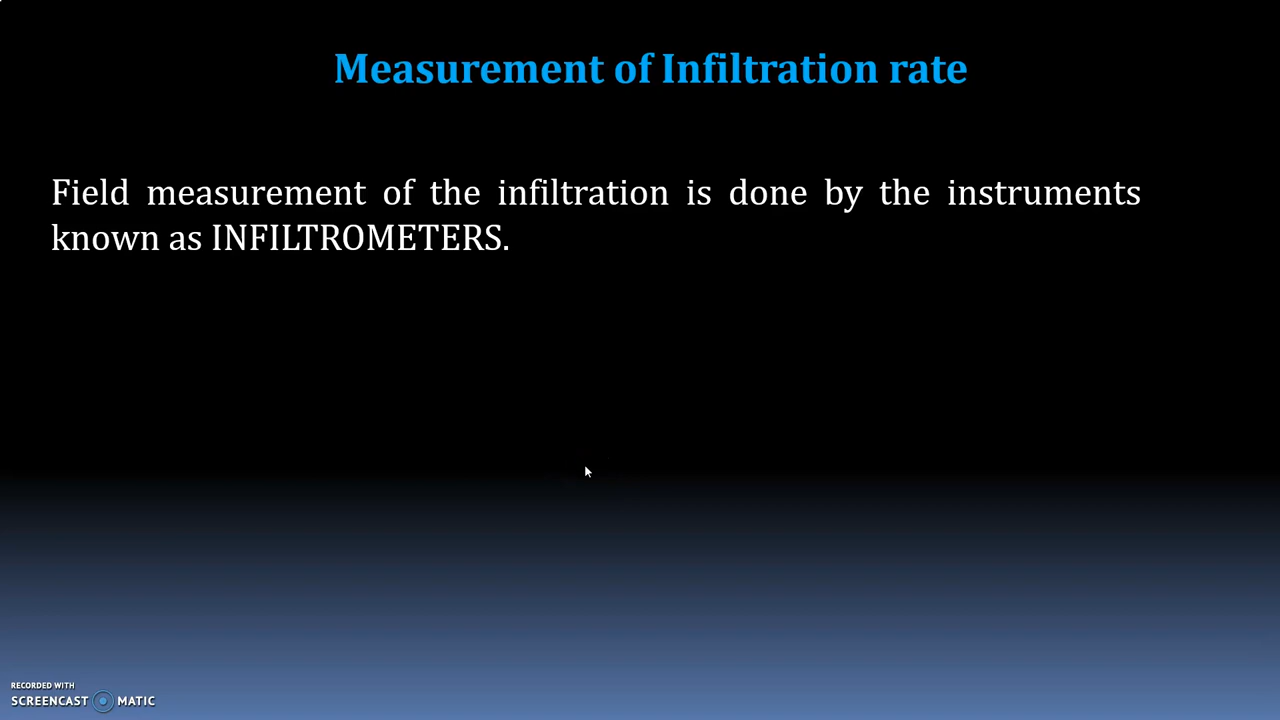 Measurement of Infiltration rate
Field measurement of the infiltration is done by the instruments
known as INFILTROMETERS.
RECORDED WITH
SCREENCAST MATIC